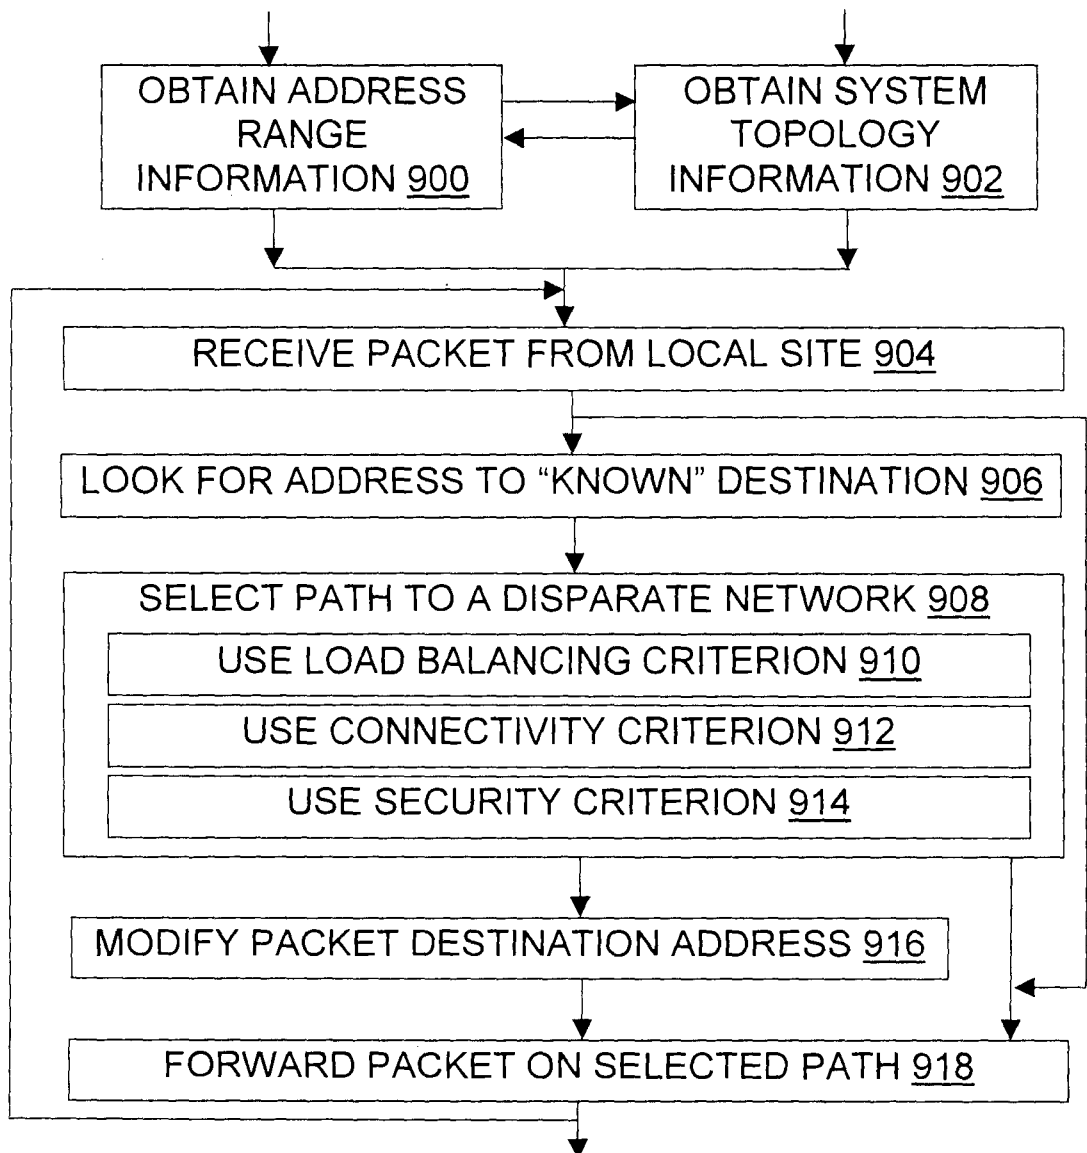 OBTAIN ADDRESS
RANGE
INFORMATION 900
OBTAIN SYSTEM
TOPOLOGY
INFORMATION 902
RECEIVE PACKET FROM LOCAL SITE 904
LOOK FOR ADDRESS TO “KNOWN” DESTINATION 906
SELECT PATH TO A DISPARATE NETWORK 908
USE LOAD BALANCING CRITERION 910
USE CONNECTIVITY CRITERION 912
USE SECURITY CRITERION 914
MODIFY PACKET DESTINATION ADDRESS 916
FORWARD PACKET ON SELECTED PATH 918